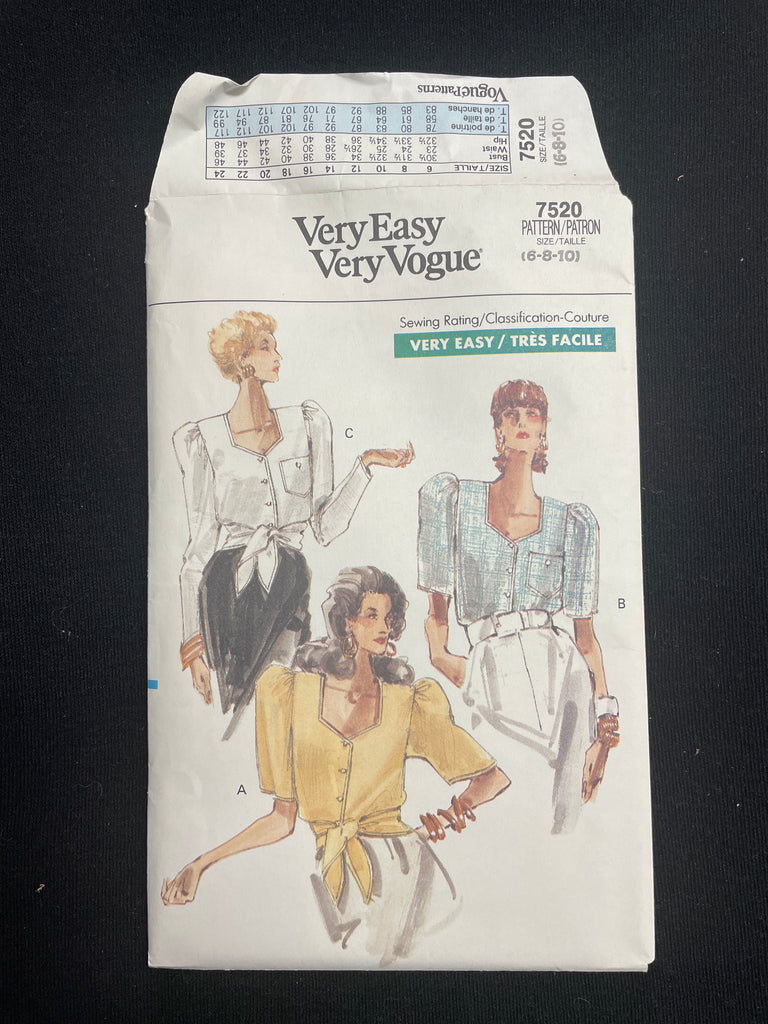 SIZE/TAILLE 6 8 10 12 14 16 18 20 22 24
Bust 30½ 31½ 32½ 34 36 38 40 42 44 46
Waist 23 24 25 26½ 28 30 32 34 37 39
Hip 32½ 33½ 34½ 36 38 40 42 44 46 48
T. de poitrine 78 80 83 87 92 97 102 107 112 117
T. de taille 58 61 64 67 71 76 81 87 94 99
T. de hanches 83 85 88 92 97 102 107 112 117 122
VoguePatterns
7520
SIZE/TAILLE
(6-8-10)
Very Easy
Very Vogue®
7520
PATTERN/PATRON
SIZE/TAILLE
(6-8-10)
Sewing Rating/Classification-Couture
VERY EASY / TRÈS FACILE
C
B
A